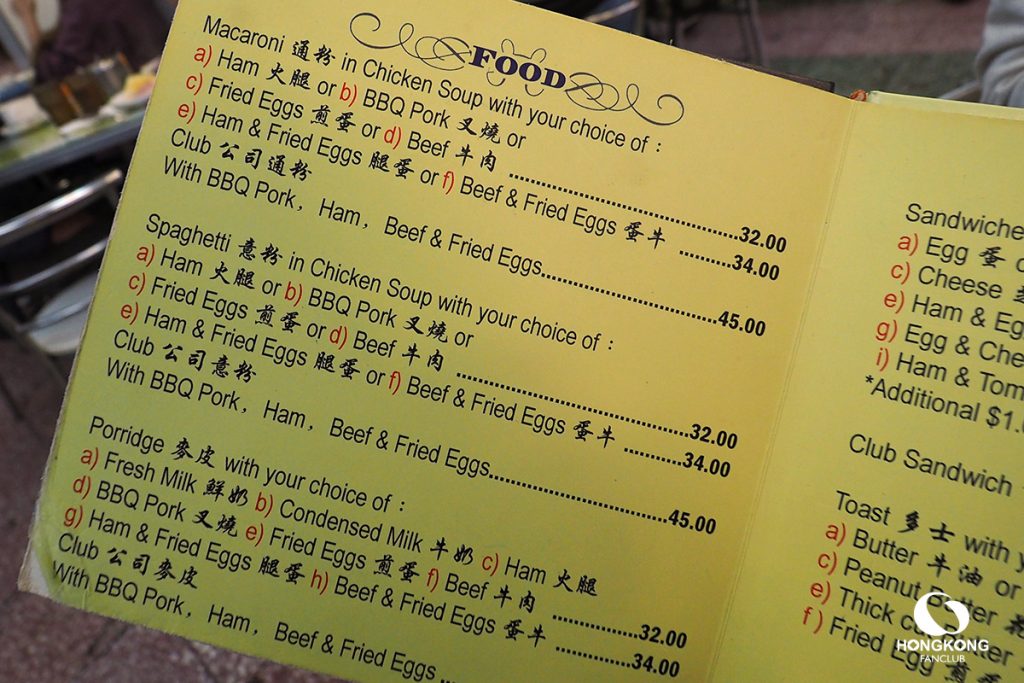 FOOD
Macaroni 通粉 in Chicken Soup with your choice of :
a) Ham 火腿 or b) BBQ Pork 叉燒 or
c) Fried Eggs 煎蛋 or d) Beef 牛肉 ........................32.00
e) Ham & Fried Eggs 腿蛋 or f) Beef & Fried Eggs 蛋牛 ........34.00
Club 公司通粉
With BBQ Pork, Ham, Beef & Fried Eggs........................45.00
Spaghetti 意粉 in Chicken Soup with your choice of :
a) Ham 火腿 or b) BBQ Pork 叉燒 or
c) Fried Eggs 煎蛋 or d) Beef 牛肉 ........................32.00
e) Ham & Fried Eggs 腿蛋 or f) Beef & Fried Eggs 蛋牛 ........34.00
Club 公司意粉
With BBQ Pork, Ham, Beef & Fried Eggs........................45.00
Porridge 麥皮 with your choice of :
a) Fresh Milk 鮮奶 b) Condensed Milk 牛奶 c) Ham 火腿
d) BBQ Pork 叉燒 e) Fried Eggs 煎蛋 f) Beef 牛肉 ............32.00
g) Ham & Fried Eggs 腿蛋 h) Beef & Fried Eggs 蛋牛 ............34.00
Club 公司麥皮
With BBQ Pork, Ham, Beef & Fried Eggs ..
Sandwiche
a) Egg 蛋
c) Cheese
e) Ham & Eg
g) Egg & Che
i) Ham & Tom
*Additional $1.
Club Sandwich
Toast 多士 with y
a) Butter 牛油 or
c) Peanut Butter
e) Thick cut
f) Fried Egg 煎蛋
HONGKONG
FANCLUB